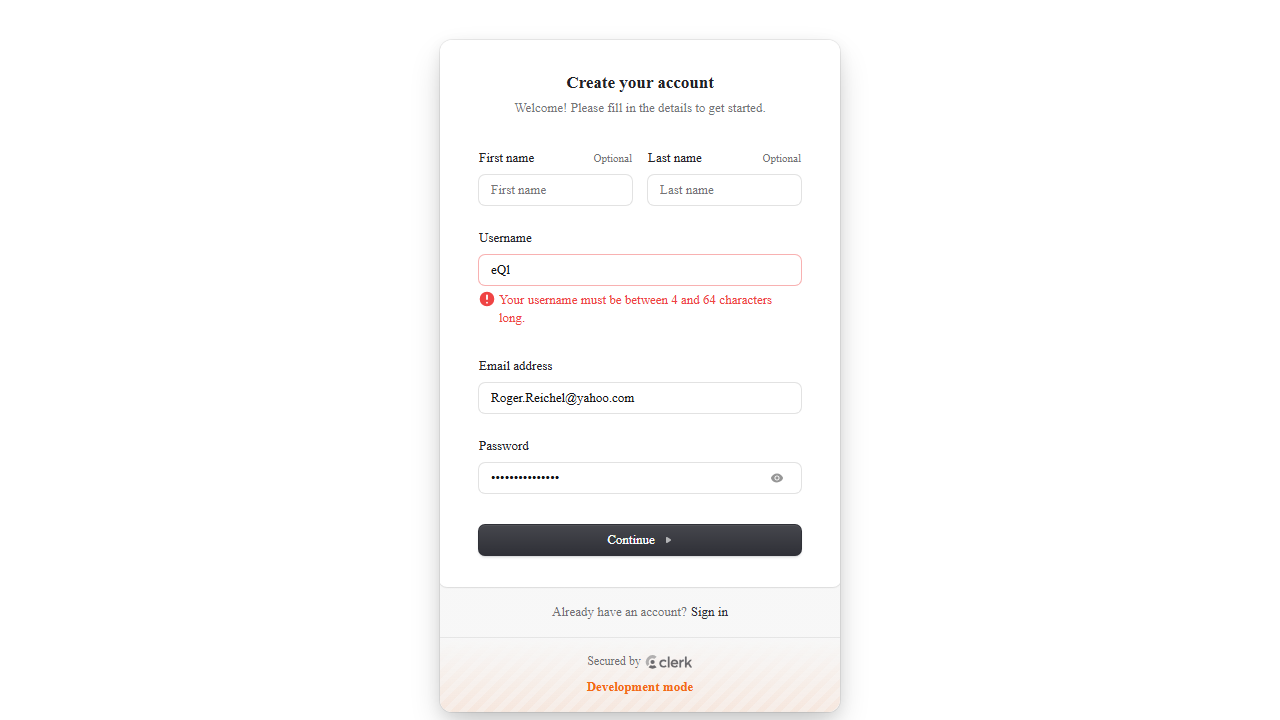 Create your account
Welcome! Please fill in the details to get started.
First name Optional Last name Optional
First name Last name
Username
eQ1
Your username must be between 4 and 64 characters
long.
Email address
Roger.Reichel@yahoo.com
Password
•••••••••••••••
Continue
Already have an account? Sign in
Secured by clerk
Development mode